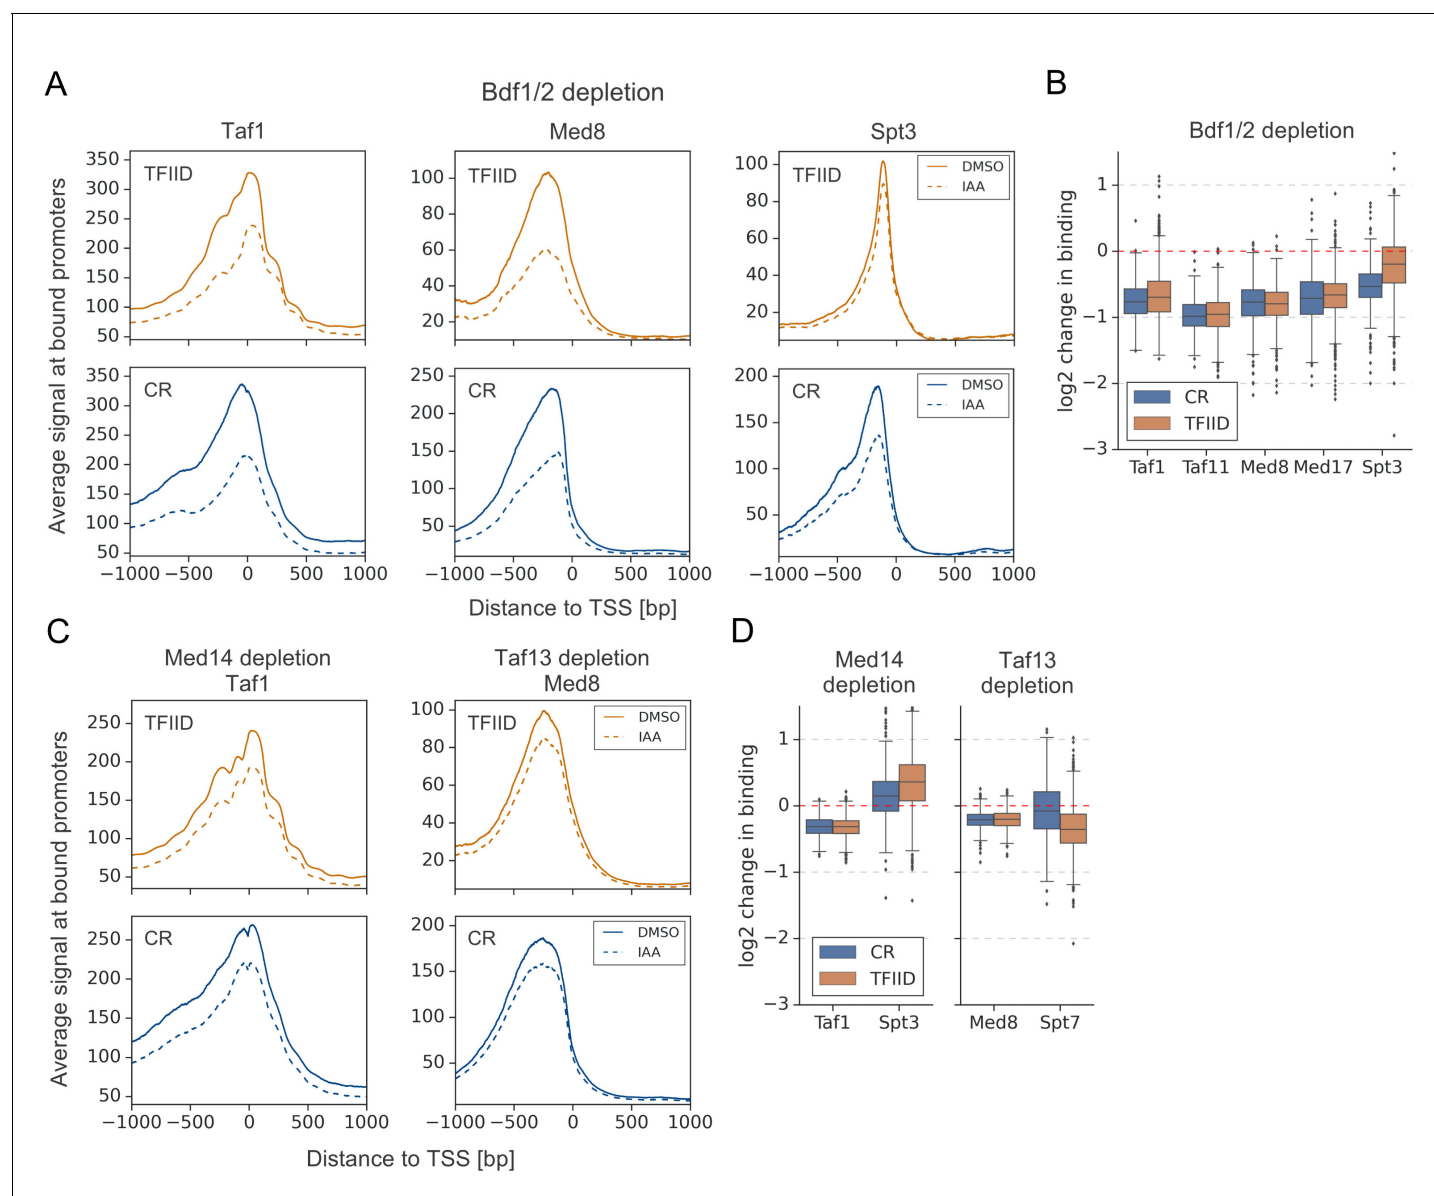 A
Bdf1/2 depletion
Taf1
Med8
Spt3
Average signal at bound promoters
TFIID
350
300
250
200
150
100
50
TFIID
100
80
60
40
20
TFIID
DMSO
IAA
100
80
60
40
20
CR
350
300
250
200
150
100
50
−1000 −500 0 500 1000
CR
250
200
150
100
50
−1000 −500 0 500 1000
CR
DMSO
IAA
200
150
100
50
−1000 −500 0 500 1000
Distance to TSS [bp]
B
Bdf1/2 depletion
log2 change in binding
1
0
−1
−2
−3
CR
TFIID
Taf1 Taf11 Med8 Med17 Spt3
C
Med14 depletion
Taf1
Taf13 depletion
Med8
Average signal at bound promoters
TFIID
250
200
150
100
50
TFIID
DMSO
IAA
100
80
60
40
20
CR
250
200
150
100
50
−1000 −500 0 500 1000
CR
DMSO
IAA
200
150
100
50
−1000 −500 0 500 1000
Distance to TSS [bp]
D
Med14
depletion
Taf13
depletion
log2 change in binding
1
0
−1
−2
−3
CR
TFIID
Taf1 Spt3
Med8 Spt7